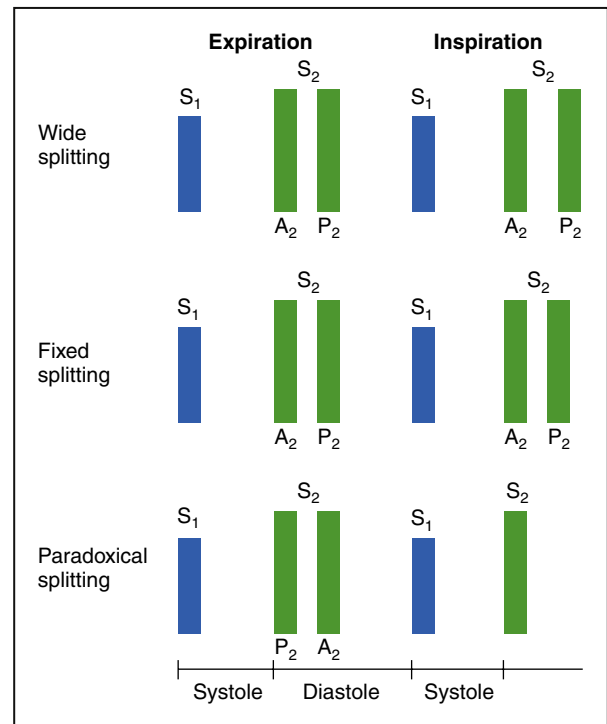 Expiration Inspiration
S2 S2
S1 S1
Wide
splitting
A2 P2 A2 P2
S2 S2
S1 S1
Fixed
splitting
A2 P2 A2 P2
S2 S2
S1 S1
Paradoxical
splitting
P2 A2
Systole Diastole Systole